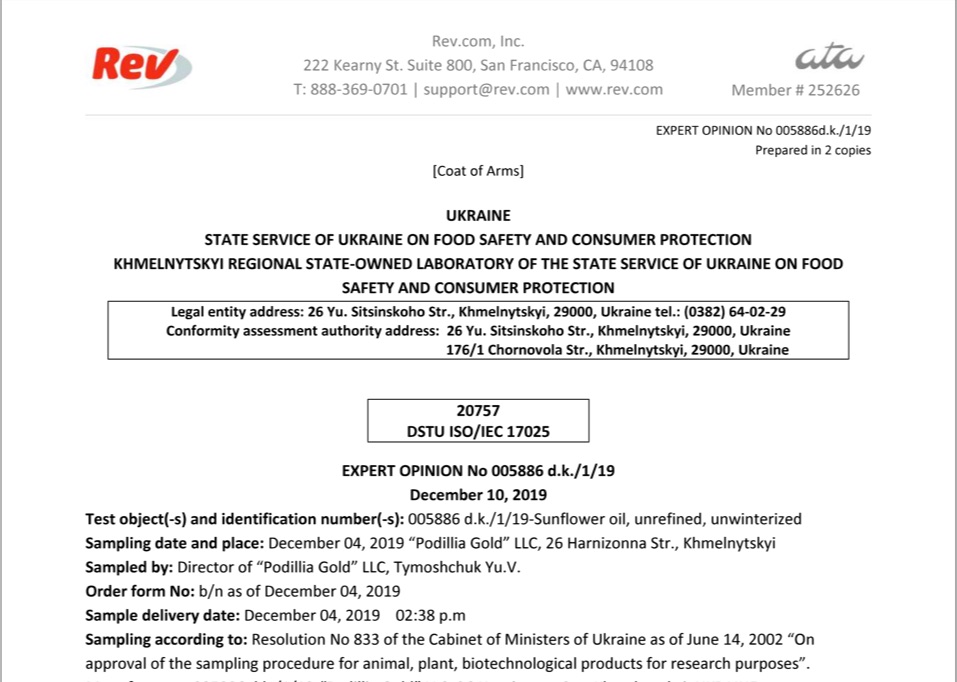 Rev
Rev.com, Inc.
222 Kearny St. Suite 800, San Francisco, CA, 94108
T: 888-369-0701 | support@rev.com | www.rev.com
ata
Member # 252626
EXPERT OPINION No 005886d.k./1/19
Prepared in 2 copies
[Coat of Arms]
UKRAINE
STATE SERVICE OF UKRAINE ON FOOD SAFETY AND CONSUMER PROTECTION
KHMELNYTSKYI REGIONAL STATE-OWNED LABORATORY OF THE STATE SERVICE OF UKRAINE ON FOOD
SAFETY AND CONSUMER PROTECTION
Legal entity address: 26 Yu. Sitsinskoho Str., Khmelnytskyi, 29000, Ukraine tel.: (0382) 64-02-29
Conformity assessment authority address: 26 Yu. Sitsinskoho Str., Khmelnytskyi, 29000, Ukraine
176/1 Chornovola Str., Khmelnytskyi, 29000, Ukraine
20757
DSTU ISO/IEC 17025
EXPERT OPINION No 005886 d.k./1/19
December 10, 2019
Test object(-s) and identification number(-s): 005886 d.k./1/19-Sunflower oil, unrefined, unwinterized
Sampling date and place: December 04, 2019 “Podillia Gold” LLC, 26 Harnizonna Str., Khmelnytskyi
Sampled by: Director of “Podillia Gold” LLC, Tymoshchuk Yu.V.
Order form No: b/n as of December 04, 2019
Sample delivery date: December 04, 2019 02:38 p.m
Sampling according to: Resolution No 833 of the Cabinet of Ministers of Ukraine as of June 14, 2002 “On
approval of the sampling procedure for animal, plant, biotechnological products for research purposes”.